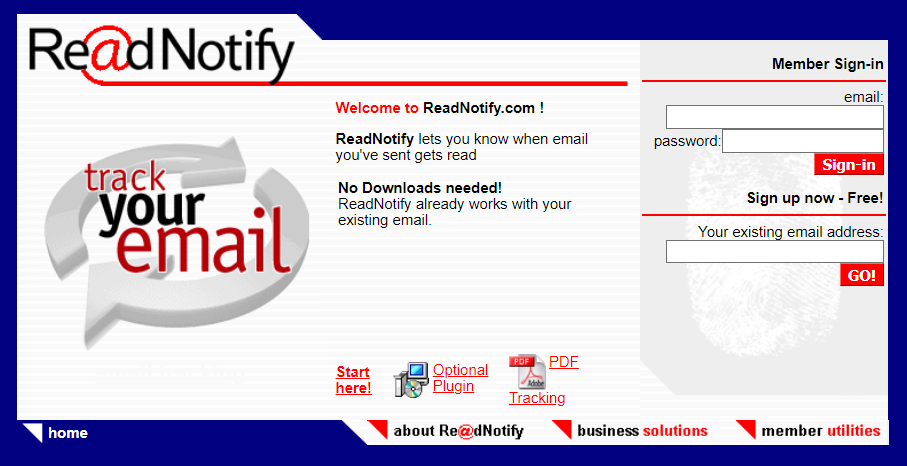 Re@dNotify
track
your
email
Welcome to ReadNotify.com !
ReadNotify lets you know when email
you've sent gets read
No Downloads needed!
ReadNotify already works with your
existing email.
Start
here!
Optional
Plugin
PDF
Adobe
PDF
Tracking
Member Sign-in
email:
password:
Sign-in
Sign up now - Free!
Your existing email address:
GO!
home
about Re@dNotify
business solutions
member utilities